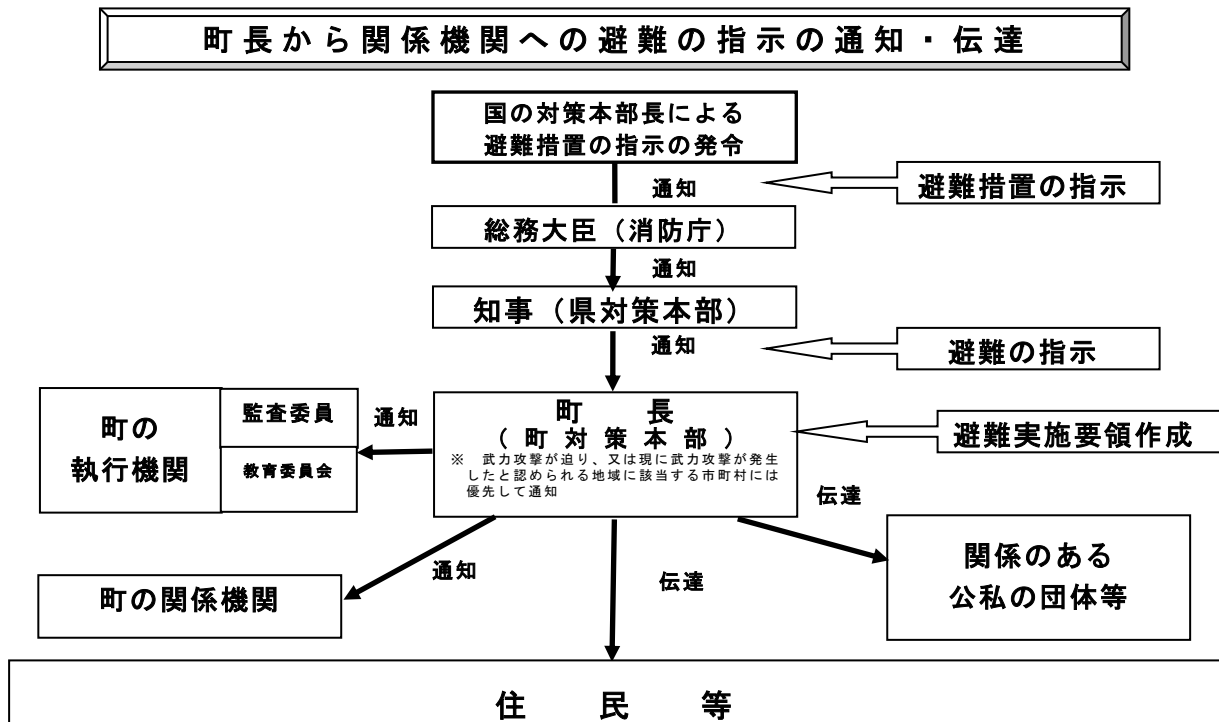 町長から関係機関への避難の指示の通知・伝達
国の対策本部長による
避難措置の指示の発令
通知
避難措置の指示
総務大臣（消防庁）
通知
知事（県対策本部）
通知
避難の指示
町の
執行機関
監査委員
教育委員会
通知
町　長
（町対策本部）
※　武力攻撃が迫り、又は現に武力攻撃が発生
したと認められる地域に該当する市町村には
優先して通知
避難実施要領作成
伝達
関係のある
公私の団体等
通知
町の関係機関
伝達
住　民　等